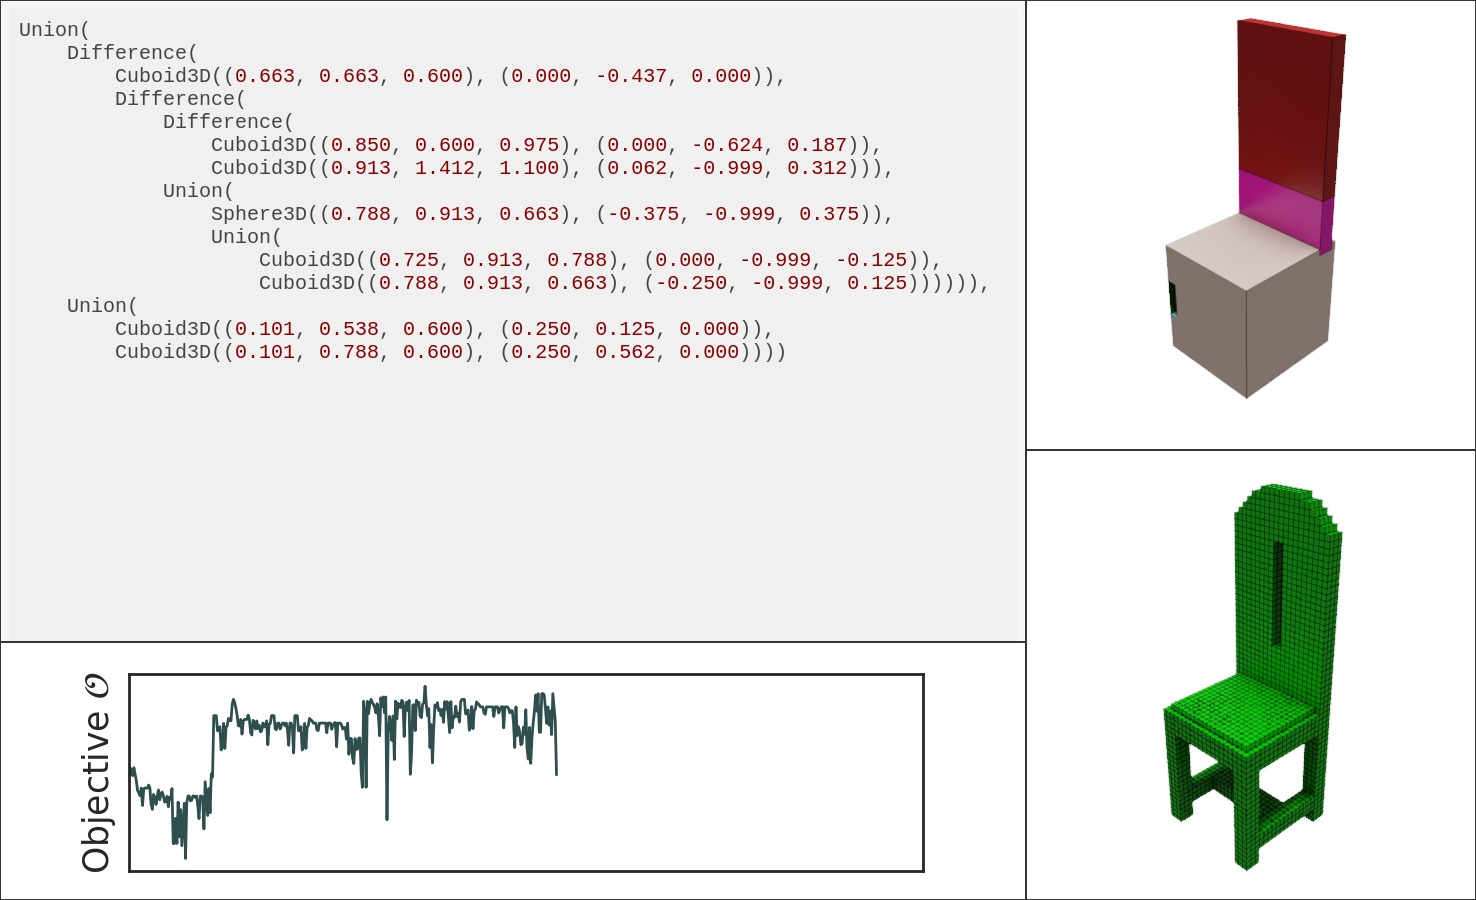 Union(
    Difference(
        Cuboid3D((0.663, 0.663, 0.600), (0.000, -0.437, 0.000)),
        Difference(
            Difference(
                Cuboid3D((0.850, 0.600, 0.975), (0.000, -0.624, 0.187)),
                Cuboid3D((0.913, 1.412, 1.100), (0.062, -0.999, 0.312))),
            Union(
                Sphere3D((0.788, 0.913, 0.663), (-0.375, -0.999, 0.375)),
                Union(
                    Cuboid3D((0.725, 0.913, 0.788), (0.000, -0.999, -0.125)),
                    Cuboid3D((0.788, 0.913, 0.663), (-0.250, -0.999, 0.125)))))),
    Union(
        Cuboid3D((0.101, 0.538, 0.600), (0.250, 0.125, 0.000)),
        Cuboid3D((0.101, 0.788, 0.600), (0.250, 0.562, 0.000))))
Objective 𝒪